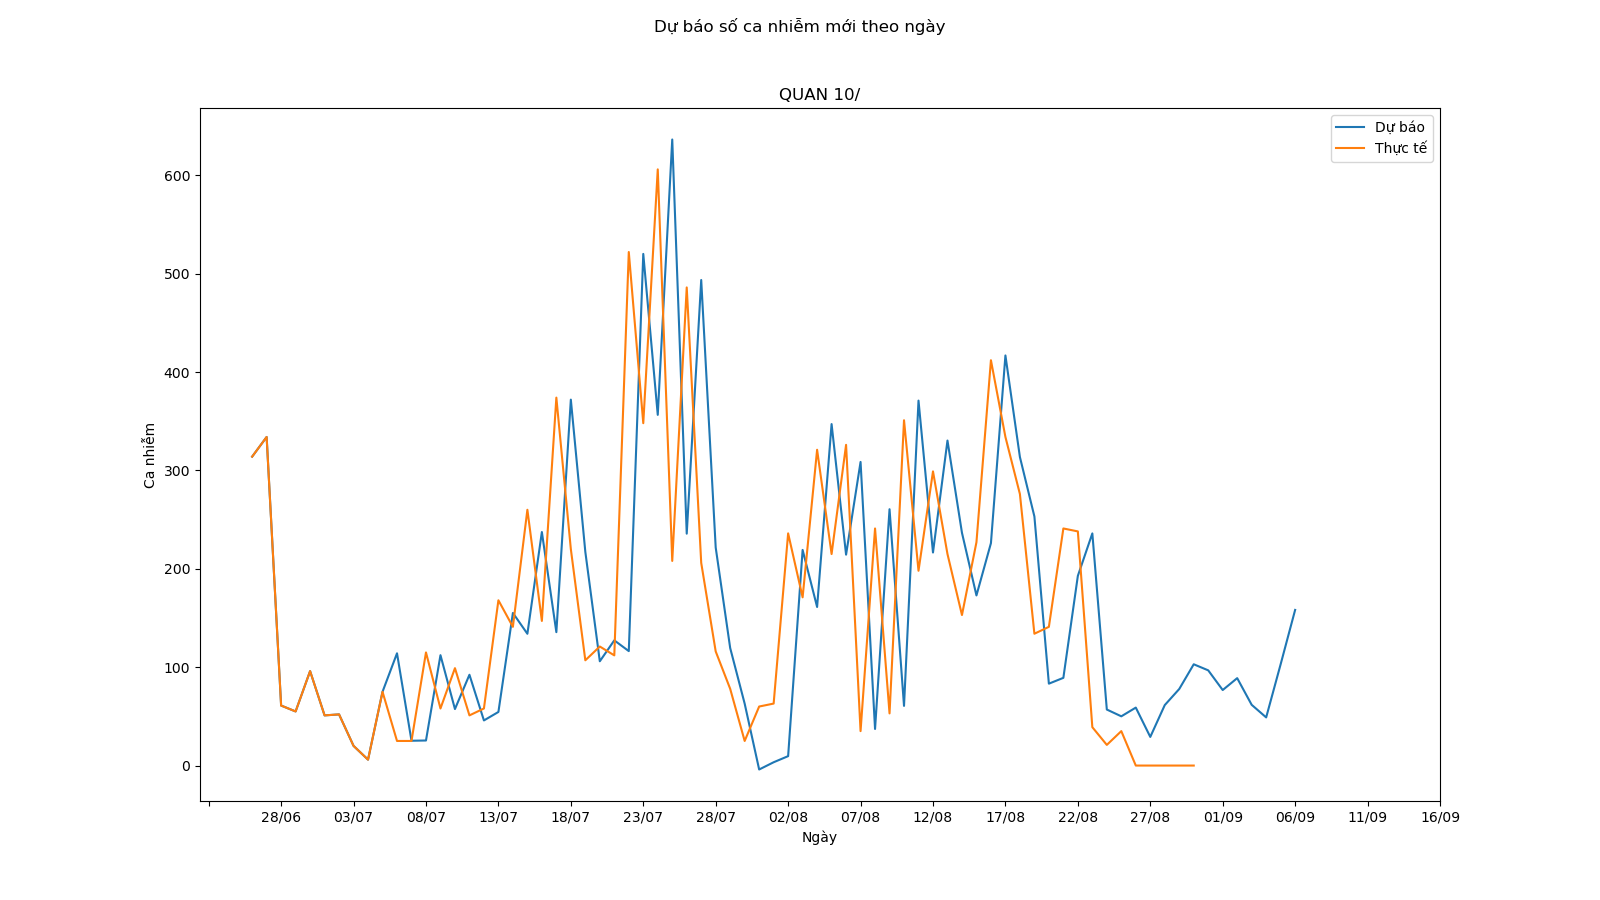 Dự báo số ca nhiễm mới theo ngày
QUAN 10/
Dự báo
Thực tế
600
500
400
300
200
100
0
Ca nhiễm
28/06 03/07 08/07 13/07 18/07 23/07 28/07 02/08 07/08 12/08 17/08 22/08 27/08 01/09 06/09 11/09 16/09
Ngày